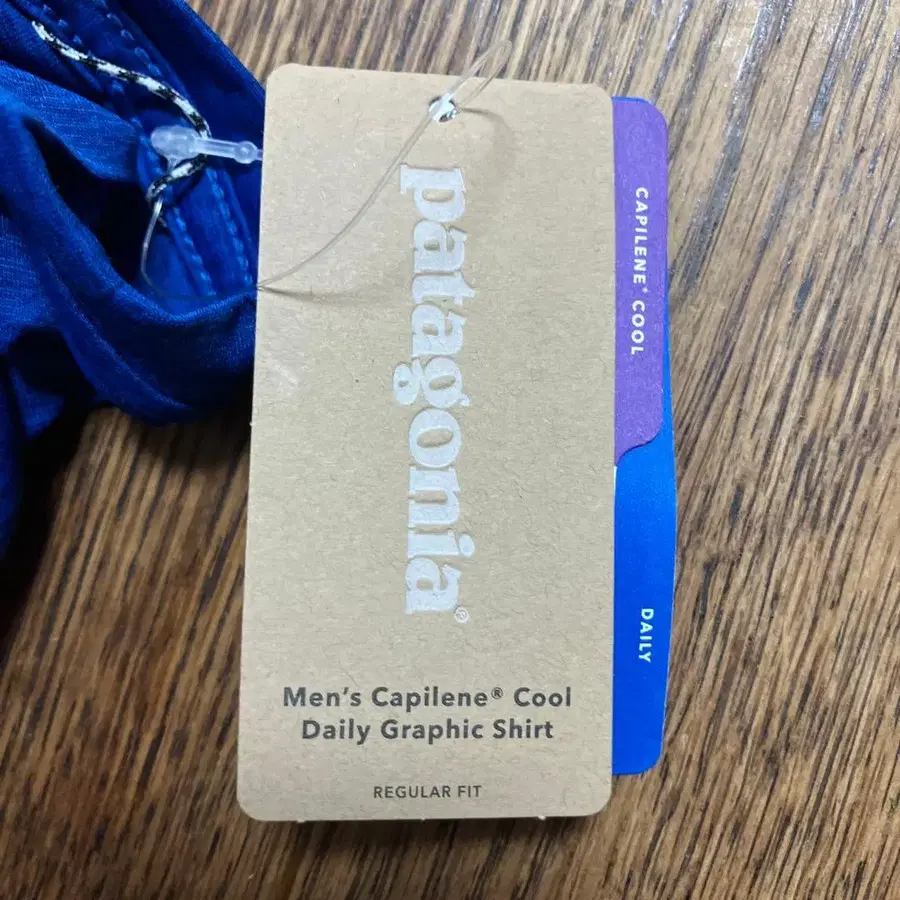 patagonia®
Men's Capilene® Cool
Daily Graphic Shirt
REGULAR FIT
CAPILENE® COOL
DAILY